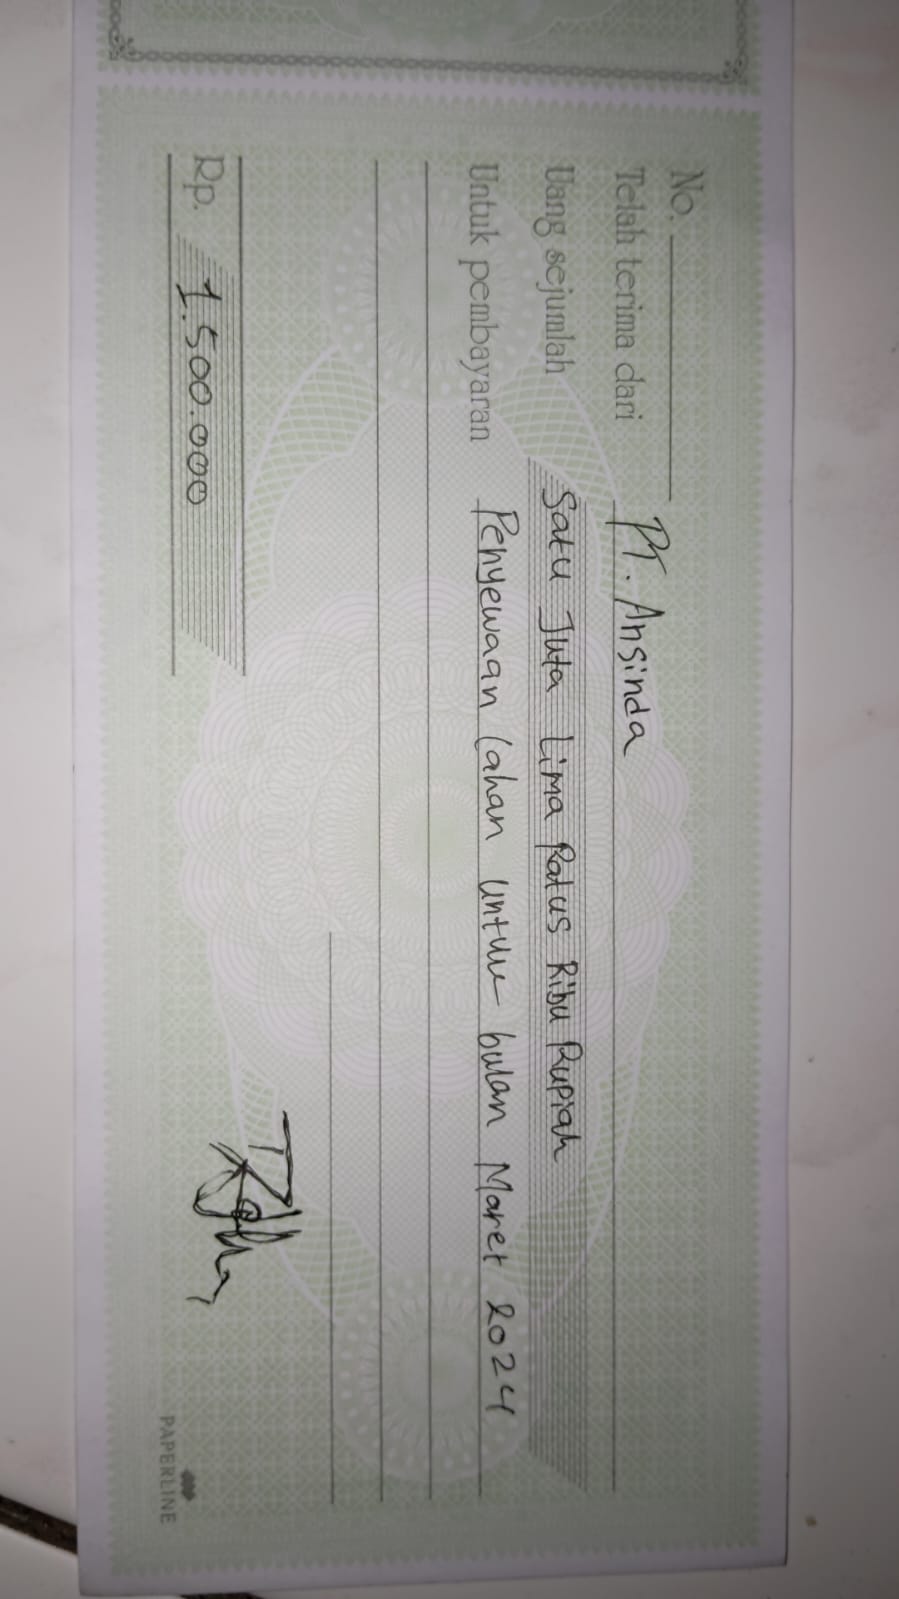 No.
Telah terima dari PT. Ansinda
Uang sejumlah Satu Juta Lima Ratus Ribu Rupiah
Untuk pembayaran Penyewaan lahan untuk bulan Maret 2024
Rp. 1.500.000
PAPERLINE